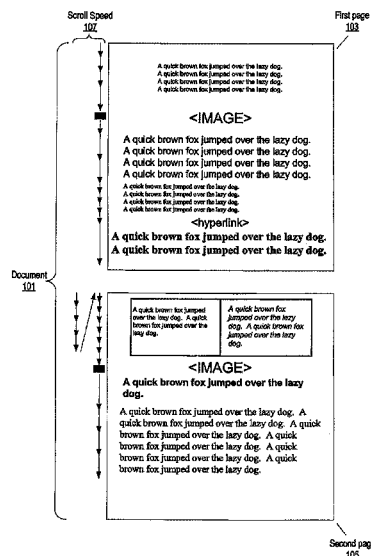 Scroll Speed
107
First page
103
A quick brown fox jumped over the lazy dog.
A quick brown fox jumped over the lazy dog.
A quick brown fox jumped over the lazy dog.
A quick brown fox jumped over the lazy dog.
<IMAGE>
A quick brown fox jumped over the lazy dog.
A quick brown fox jumped over the lazy dog.
A quick brown fox jumped over the lazy dog.
A quick brown fox jumped over the lazy dog.
A quick brown fox jumped over the lazy dog.
A quick brown fox jumped over the lazy dog.
A quick brown fox jumped over the lazy dog.
A quick brown fox jumped over the lazy dog.
<hyperlink>
A quick brown fox jumped over the lazy dog.
A quick brown fox jumped over the lazy dog.
Document
101
A quick brown fox jumped
over the lazy dog. A quick
brown fox jumped over the lazy
dog.
A quick brown fox
jumped over the lazy
dog. A quick brown fox
jumped over the lazy
dog.
<IMAGE>
A quick brown fox jumped over the lazy
dog.
A quick brown fox jumped over the lazy dog. A
quick brown fox jumped over the lazy dog. A quick
brown fox jumped over the lazy dog. A quick
brown fox jumped over the lazy dog. A quick
brown fox jumped over the lazy dog. A quick
brown fox jumped over the lazy dog.
Second pag
105